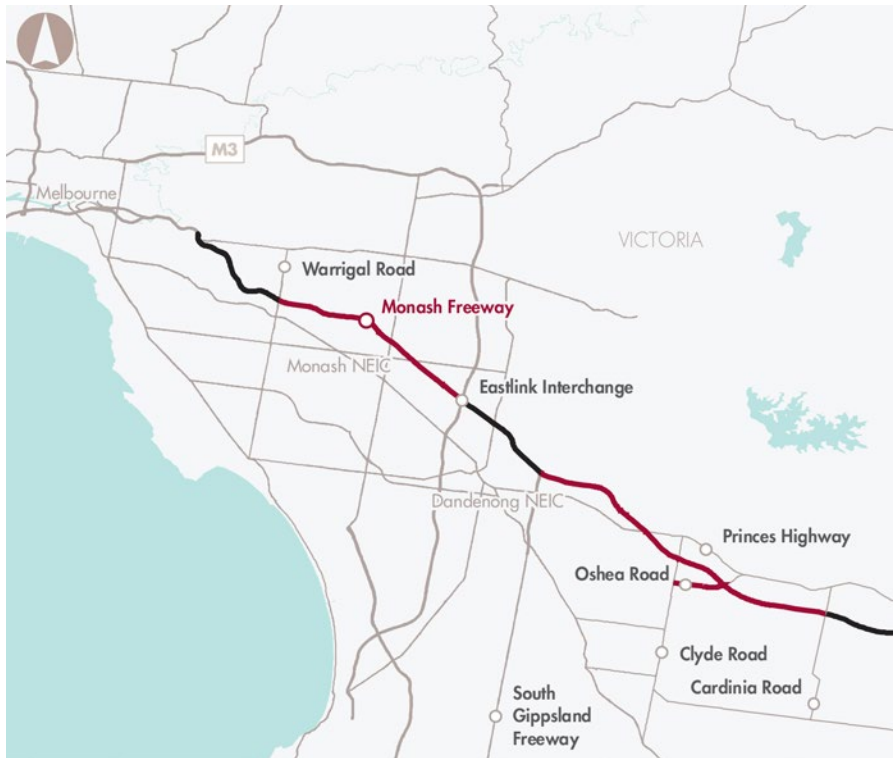 M3
Melbourne
VICTORIA
Warrigal Road
Monash Freeway
Monash NEIC
Eastlink Interchange
Dandenong NEIC
Princes Highway
Oshea Road
Clyde Road
Cardinia Road
South
Gippsland
Freeway